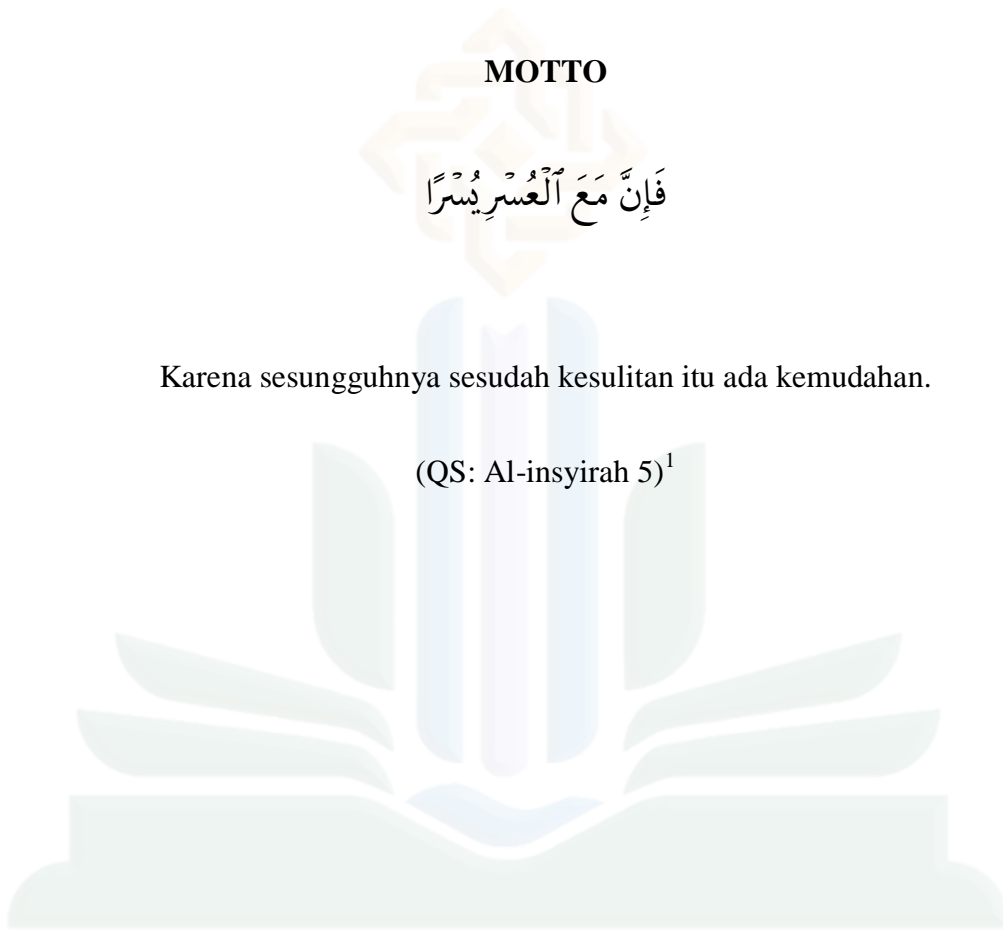 MOTTO
فَإِنَّ مَعَ ٱلْعُسْرِ يُسْرًا
Karena sesungguhnya sesudah kesulitan itu ada kemudahan.
(QS: Al-insyirah 5)¹